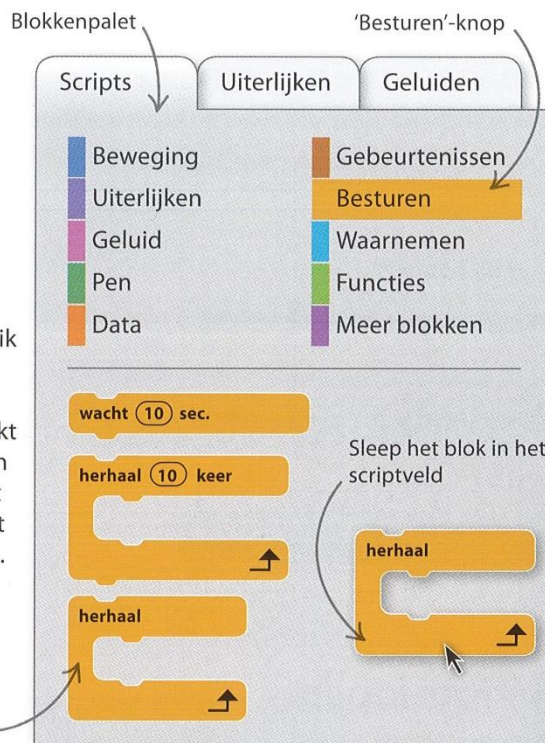 Blokkenpalet
'Besturen'-knop
Scripts
Uiterlijken
Geluiden
Beweging
Uiterlijken
Geluid
Pen
Data
Gebeurtenissen
Besturen
Waarnemen
Functies
Meer blokken
wacht 10 sec.
herhaal 10 keer
herhaal
Sleep het blok in het
scriptveld
herhaal